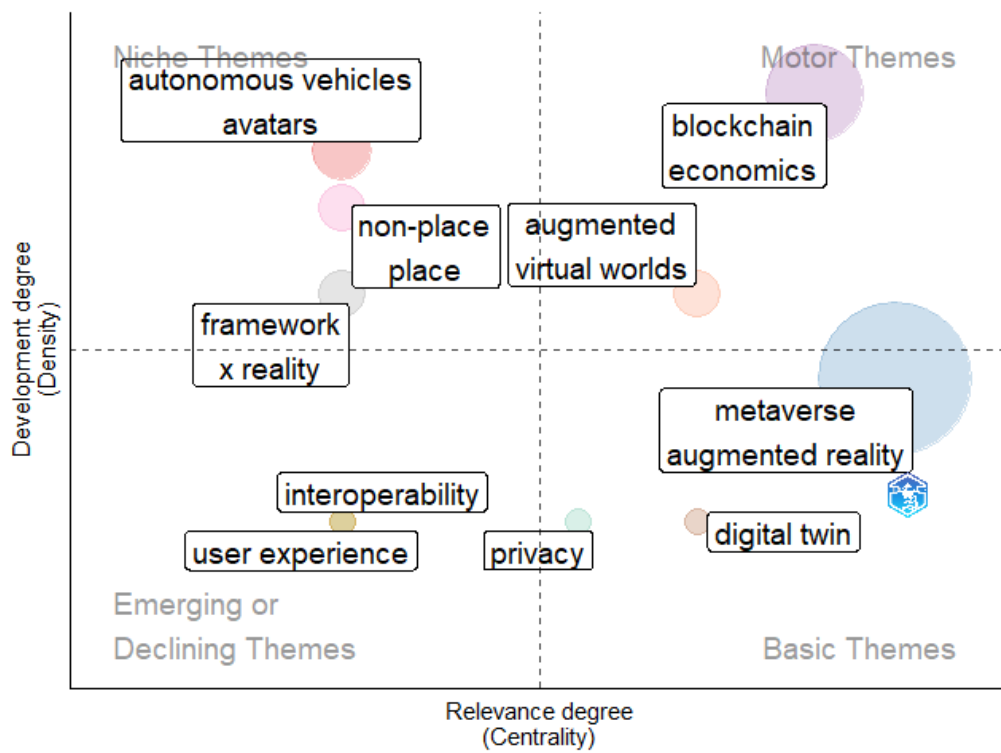 Niche Themes
Motor Themes
autonomous vehicles
avatars
blockchain
economics
non-place
place
augmented
virtual worlds
framework
x reality
metaverse
augmented reality
interoperability
user experience
privacy
digital twin
Emerging or
Declining Themes
Basic Themes
Development degree
(Density)
Relevance degree
(Centrality)